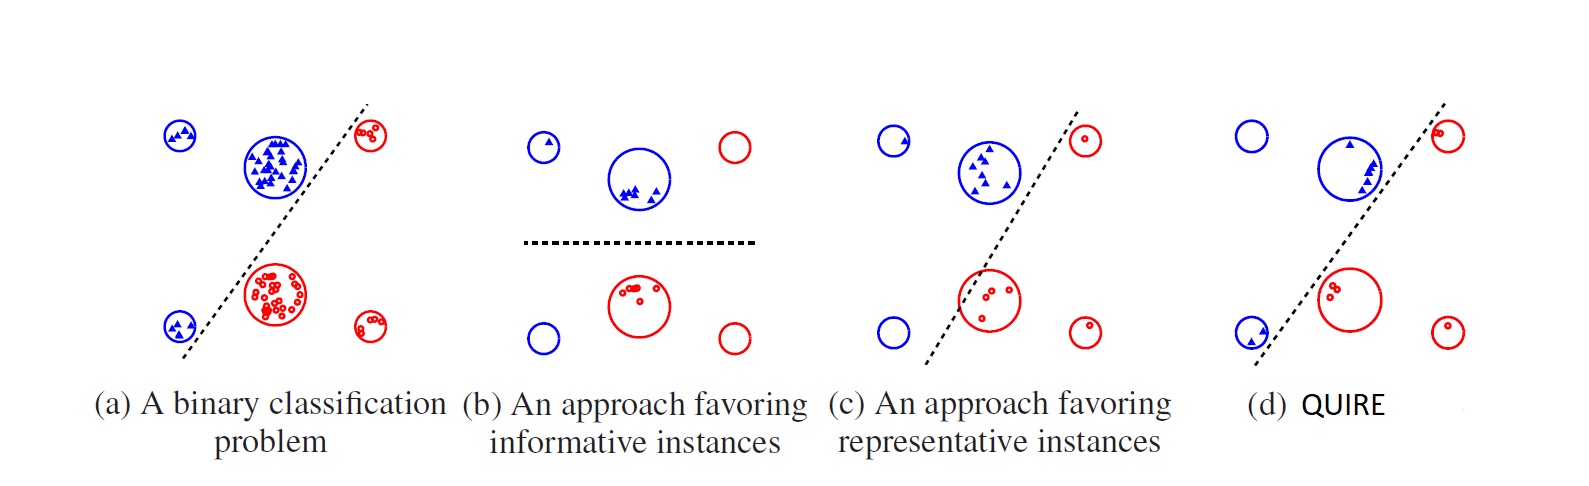 (a) A binary classification
problem
(b) An approach favoring
informative instances
(c) An approach favoring
representative instances
(d) QUIRE